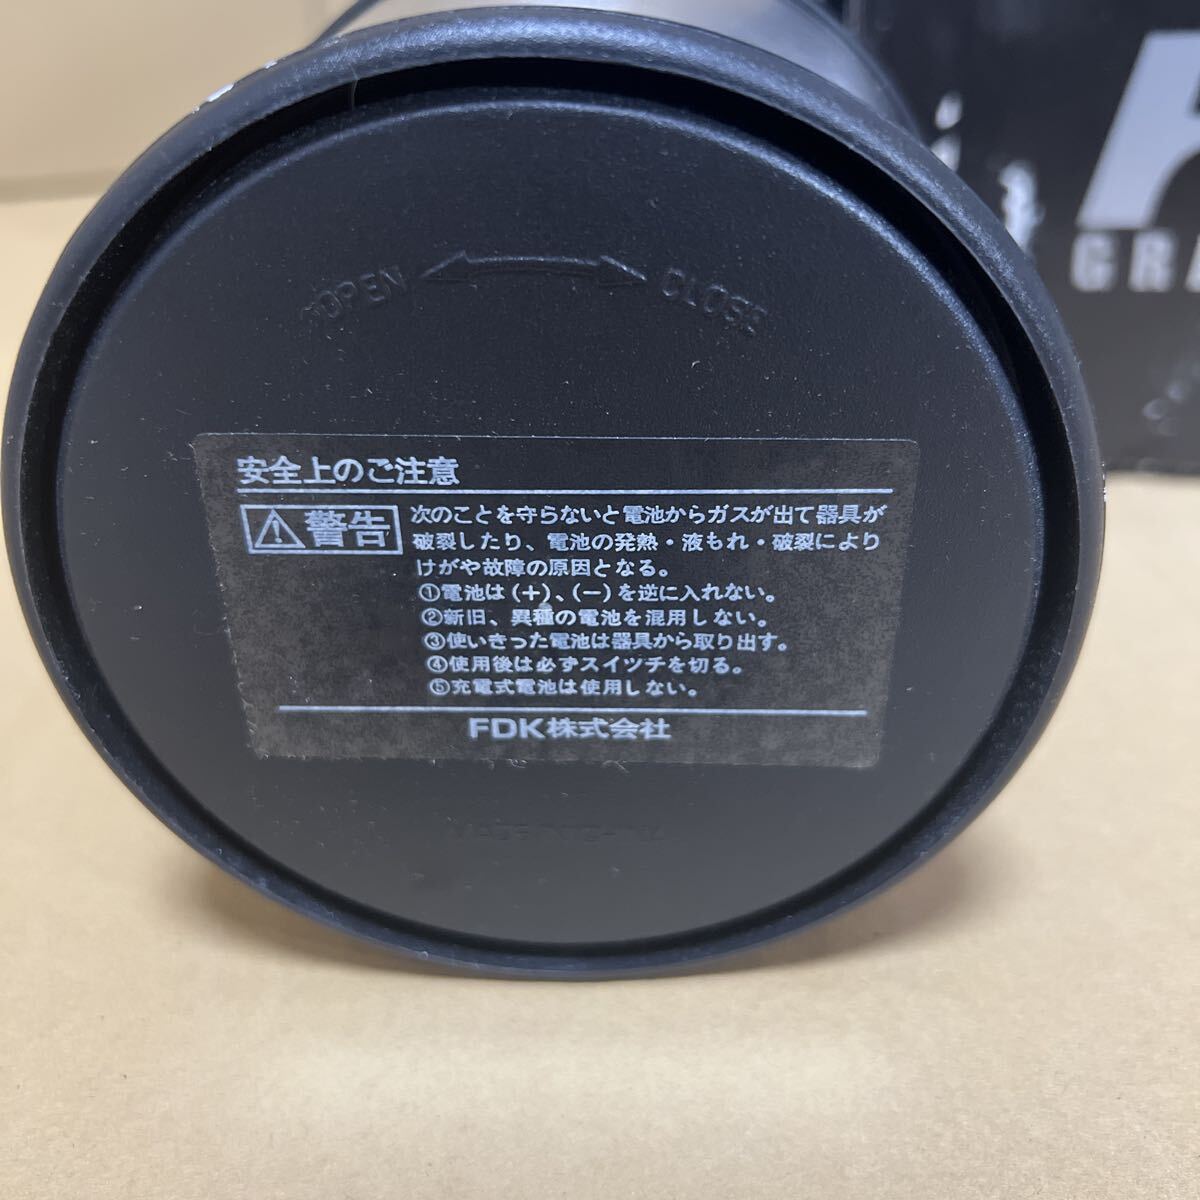 OPEN CLOSE
安全上のご注意
警告
次のことを守らないと電池からガスが出て器具が
破裂したり、電池の発熱・液もれ・破裂により
けがや故障の原因となる。
①電池は(+)、(−)を逆に入れない。
②新旧、異種の電池を混用しない。
③使いきった電池は器具から取り出す。
④使用後は必ずスイッチを切る。
⑤充電式電池は使用しない。
FDK株式会社
GRA